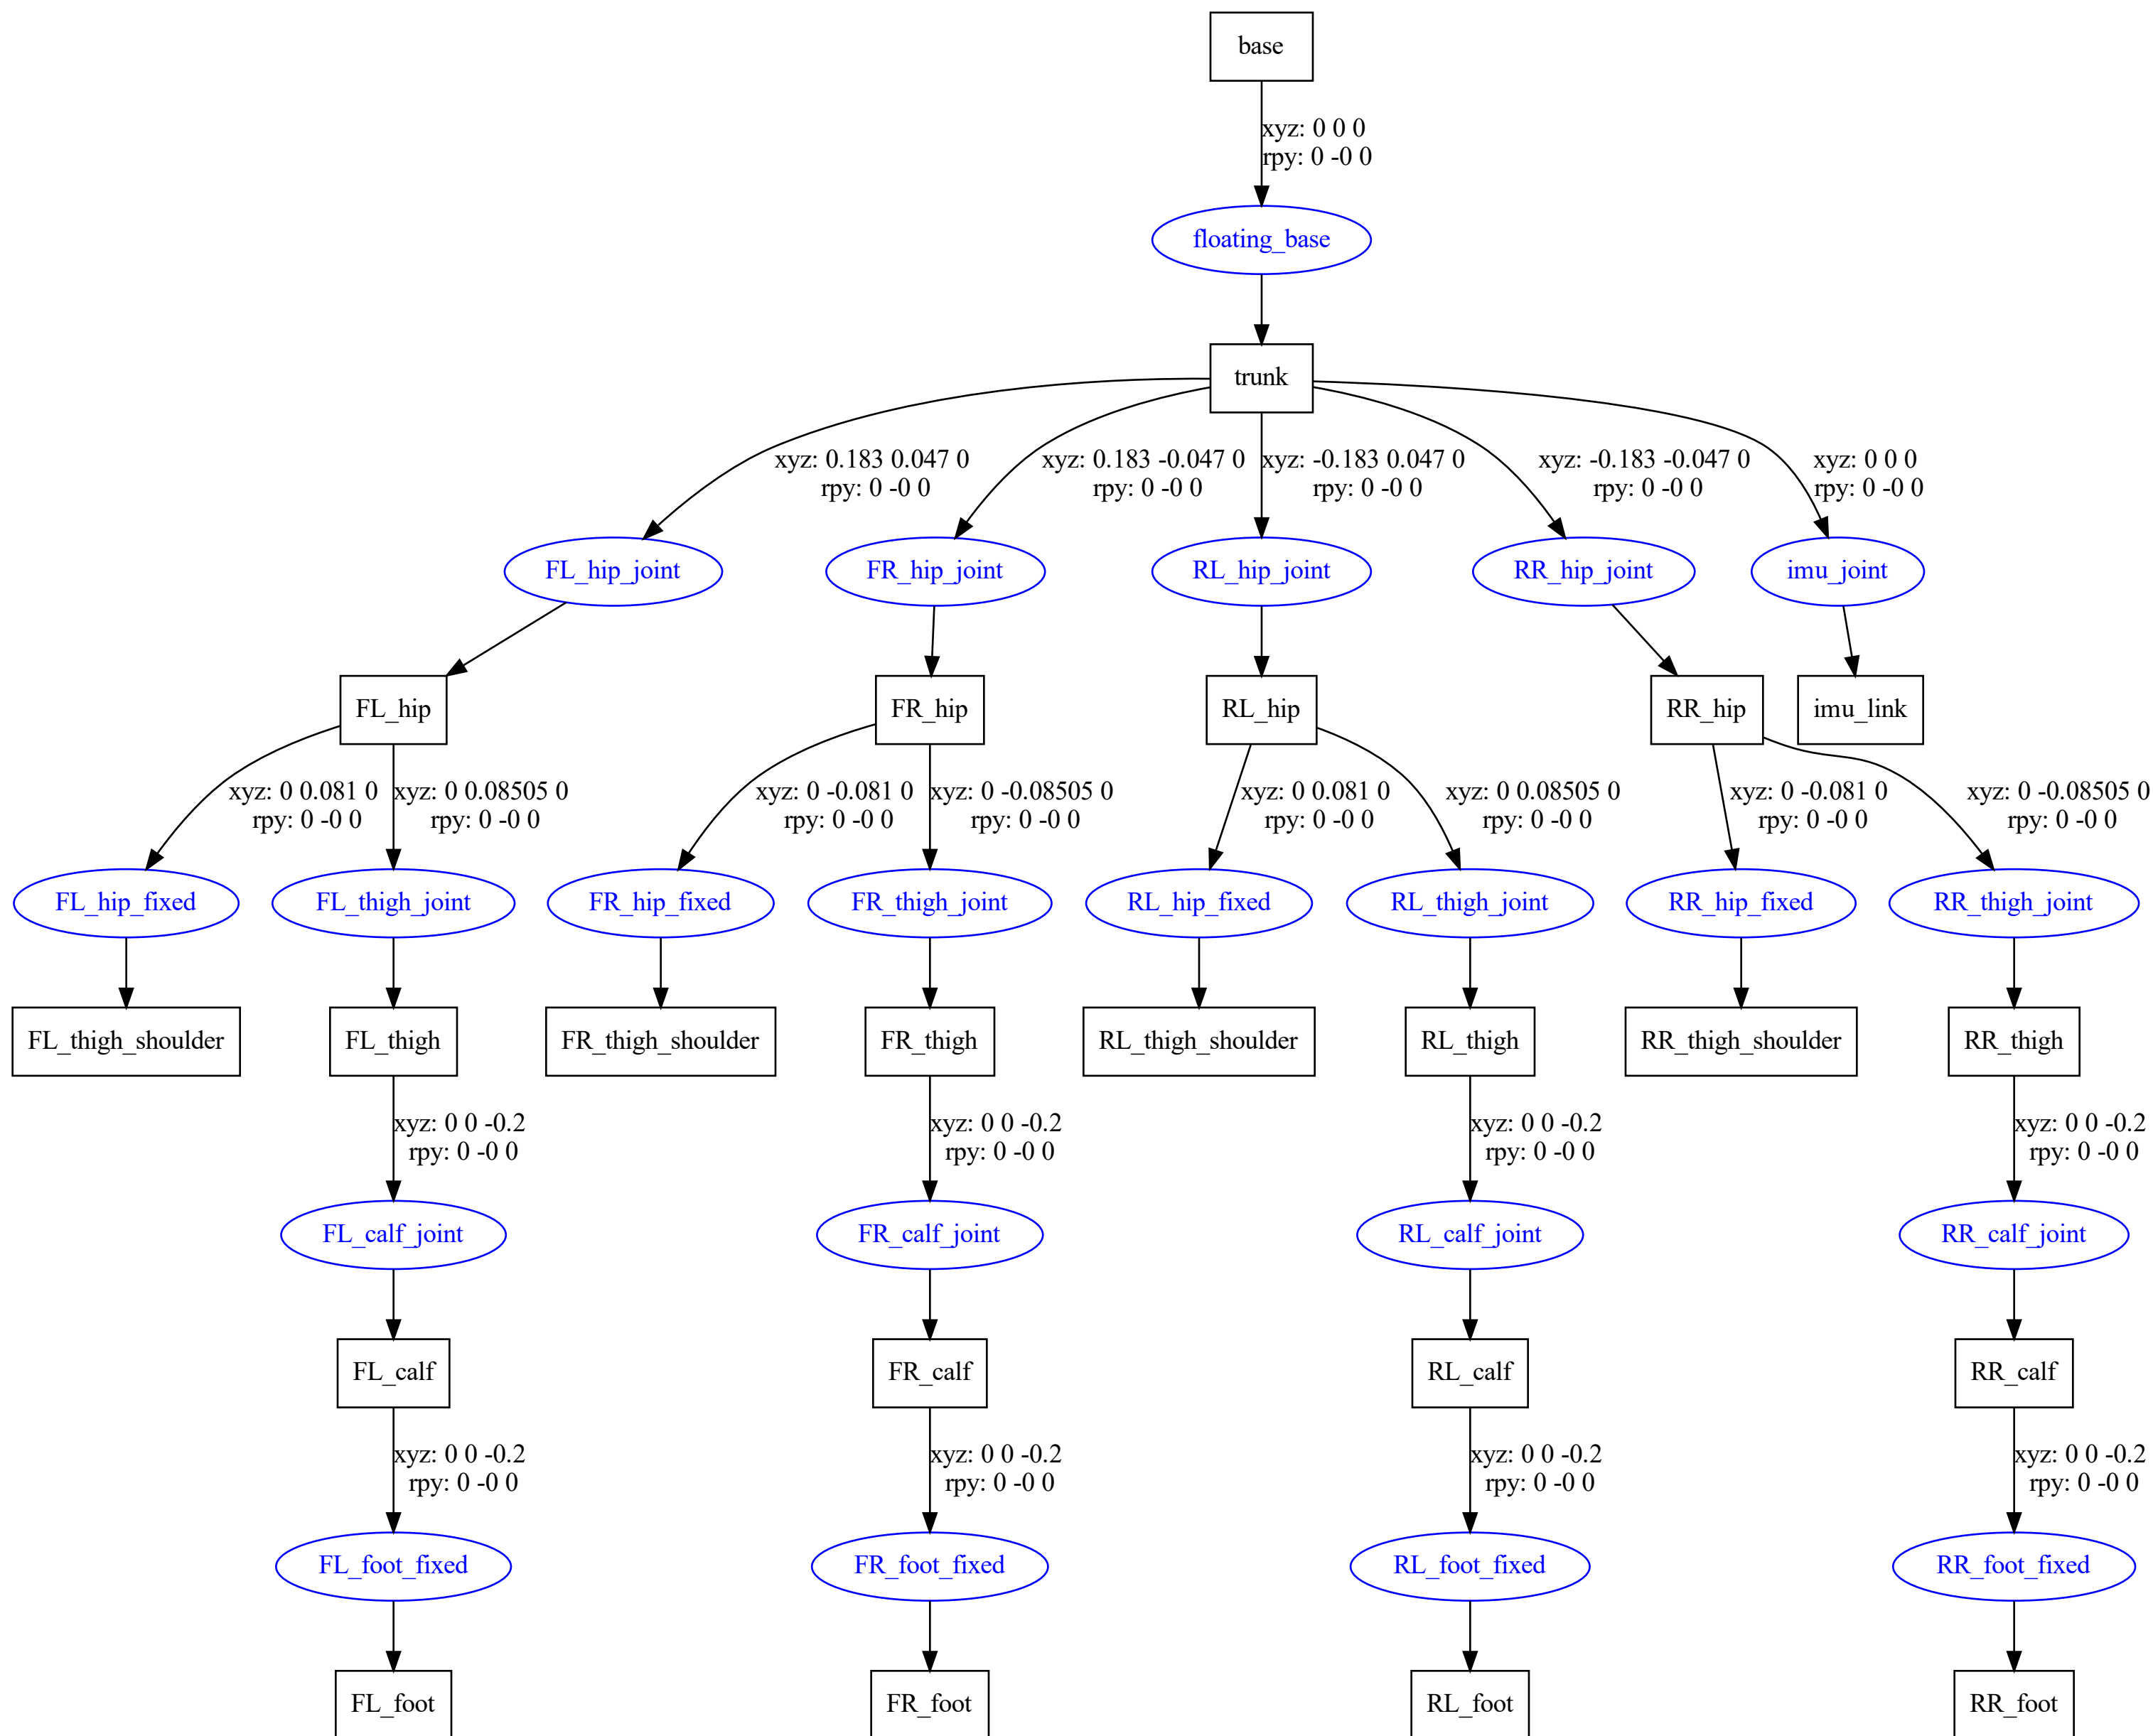 base
xyz: 0 0 0
rpy: 0 -0 0
floating_base
trunk
xyz: 0.183 0.047 0
rpy: 0 -0 0
xyz: 0.183 -0.047 0
rpy: 0 -0 0
xyz: -0.183 0.047 0
rpy: 0 -0 0
xyz: -0.183 -0.047 0
rpy: 0 -0 0
xyz: 0 0 0
rpy: 0 -0 0
FL_hip_joint
FR_hip_joint
RL_hip_joint
RR_hip_joint
imu_joint
FL_hip
FR_hip
RL_hip
RR_hip
imu_link
xyz: 0 0.081 0
rpy: 0 -0 0
xyz: 0 0.08505 0
rpy: 0 -0 0
xyz: 0 -0.081 0
rpy: 0 -0 0
xyz: 0 -0.08505 0
rpy: 0 -0 0
xyz: 0 0.081 0
rpy: 0 -0 0
xyz: 0 0.08505 0
rpy: 0 -0 0
xyz: 0 -0.081 0
rpy: 0 -0 0
xyz: 0 -0.08505 0
rpy: 0 -0 0
FL_hip_fixed
FL_thigh_joint
FR_hip_fixed
FR_thigh_joint
RL_hip_fixed
RL_thigh_joint
RR_hip_fixed
RR_thigh_joint
FL_thigh_shoulder
FL_thigh
FR_thigh_shoulder
FR_thigh
RL_thigh_shoulder
RL_thigh
RR_thigh_shoulder
RR_thigh
xyz: 0 0 -0.2
rpy: 0 -0 0
xyz: 0 0 -0.2
rpy: 0 -0 0
xyz: 0 0 -0.2
rpy: 0 -0 0
xyz: 0 0 -0.2
rpy: 0 -0 0
FL_calf_joint
FR_calf_joint
RL_calf_joint
RR_calf_joint
FL_calf
FR_calf
RL_calf
RR_calf
xyz: 0 0 -0.2
rpy: 0 -0 0
xyz: 0 0 -0.2
rpy: 0 -0 0
xyz: 0 0 -0.2
rpy: 0 -0 0
xyz: 0 0 -0.2
rpy: 0 -0 0
FL_foot_fixed
FR_foot_fixed
RL_foot_fixed
RR_foot_fixed
FL_foot
FR_foot
RL_foot
RR_foot